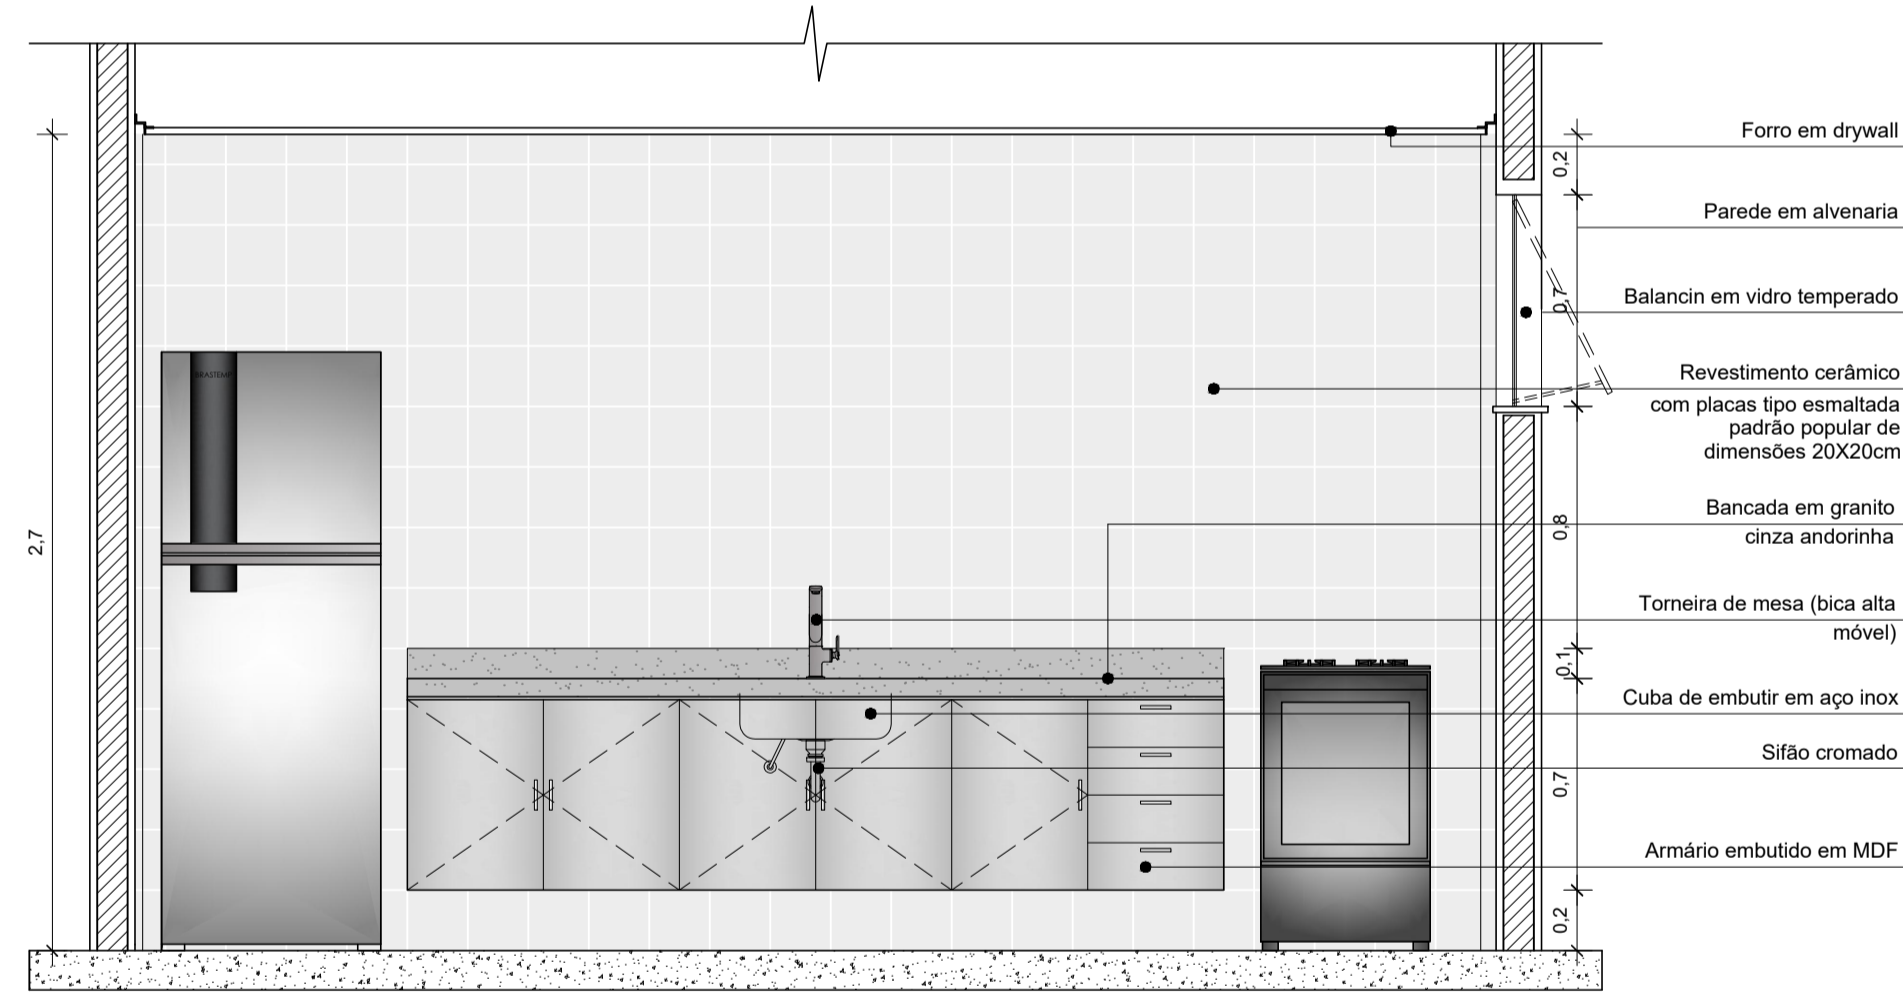 Forro em drywall
0,2
Parede em alvenaria
Balancin em vidro temperado
0,7
BRASTEMP
Revestimento cerâmico
com placas tipo esmaltada
padrão popular de
dimensões 20X20cm
Bancada em granito
cinza andorinha
0,8
2,7
Torneira de mesa (bica alta
móvel)
0,1
Cuba de embutir em aço inox
Sifão cromado
0,7
Armário embutido em MDF
0,2